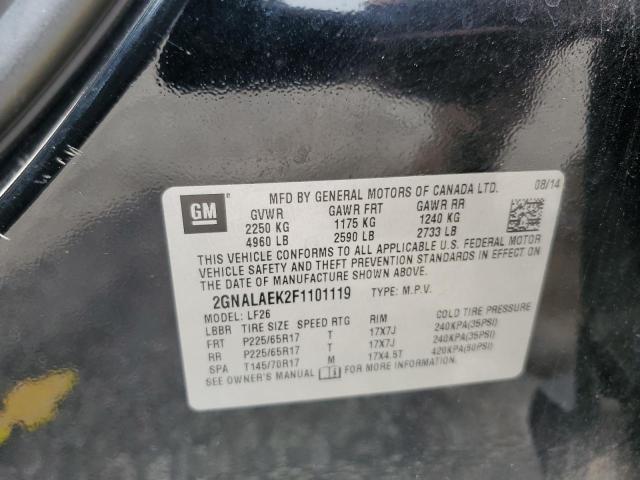 GM
MFD BY GENERAL MOTORS OF CANADA LTD. 08/14
GVWR GAWR FRT GAWR RR
2250 KG 1175 KG 1240 KG
4960 LB 2590 LB 2733 LB
THIS VEHICLE CONFORMS TO ALL APPLICABLE U.S. FEDERAL MOTOR
VEHICLE SAFETY AND THEFT PREVENTION STANDARDS IN EFFECT ON
THE DATE OF MANUFACTURE SHOWN ABOVE.
2GNALAEK2F1101119 TYPE: M.P.V.
MODEL: LF26
LBBR TIRE SIZE SPEED RTG RIM COLD TIRE PRESSURE
FRT P225/65R17 T 17X7J 240KPA(35PSI)
RR P225/65R17 T 17X7J 240KPA(35PSI)
SPA T145/70R17 M 17X4.5T 420KPA(60PSI)
SEE OWNER'S MANUAL FOR MORE INFORMATION.